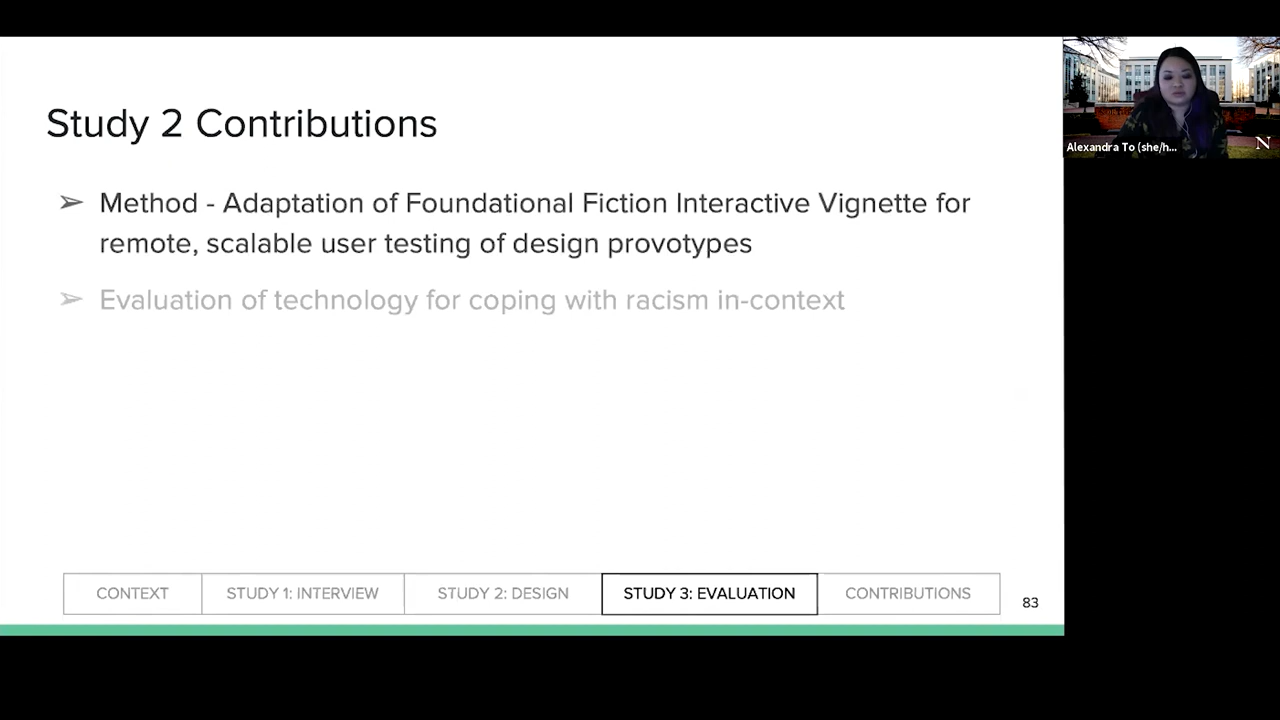 Study 2 Contributions
➢ Method - Adaptation of Foundational Fiction Interactive Vignette for
remote, scalable user testing of design provotypes
➢ Evaluation of technology for coping with racism in-context
CONTEXT
STUDY 1: INTERVIEW
STUDY 2: DESIGN
STUDY 3: EVALUATION
CONTRIBUTIONS
83
Alexandra To (she/h...
N